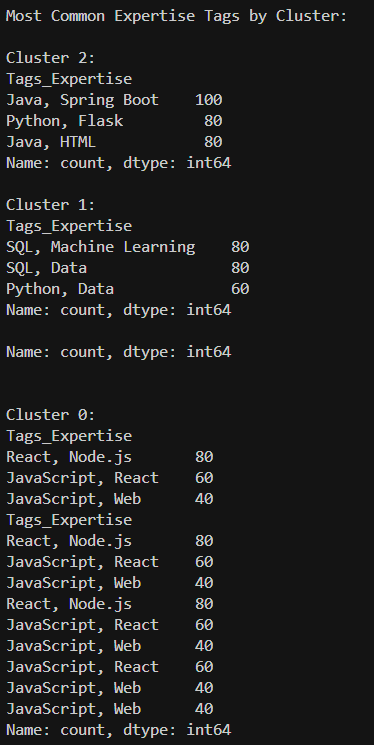 Most Common Expertise Tags by Cluster:
Cluster 2:
Tags_Expertise
Java, Spring Boot    100
Python, Flask         80
Java, HTML            80
Name: count, dtype: int64
Cluster 1:
Tags_Expertise
SQL, Machine Learning    80
SQL, Data                80
Python, Data             60
Name: count, dtype: int64
Name: count, dtype: int64
Cluster 0:
Tags_Expertise
React, Node.js       80
JavaScript, React    60
JavaScript, Web      40
Tags_Expertise
React, Node.js       80
JavaScript, React    60
JavaScript, Web      40
React, Node.js       80
JavaScript, React    60
JavaScript, Web      40
JavaScript, React    60
JavaScript, Web      40
JavaScript, Web      40
Name: count, dtype: int64